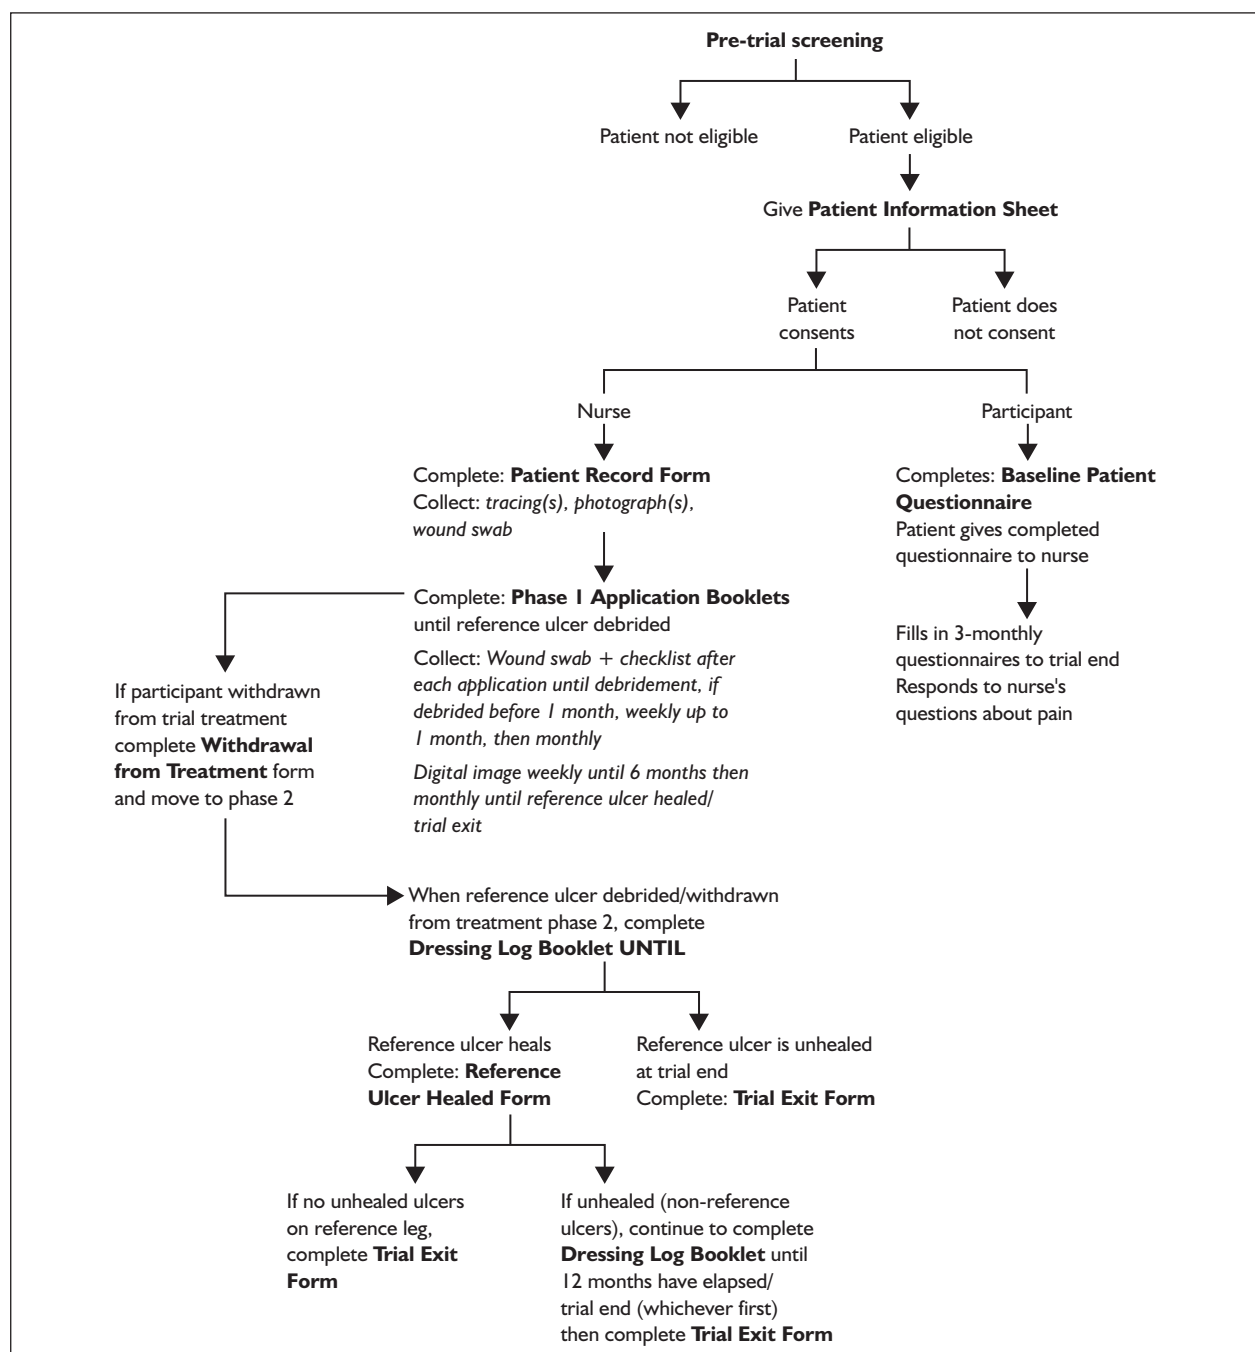 Pre-trial screening
Patient not eligible
Patient eligible
Give Patient Information Sheet
Patient
consents
Patient does
not consent
Nurse
Participant
Complete: Patient Record Form
Collect: tracing(s), photograph(s),
wound swab
Completes: Baseline Patient
Questionnaire
Patient gives completed
questionnaire to nurse
Complete: Phase 1 Application Booklets
until reference ulcer debrided
Collect: Wound swab + checklist after
each application until debridement, if
debrided before 1 month, weekly up to
1 month, then monthly
Digital image weekly until 6 months then
monthly until reference ulcer healed/
trial exit
Fills in 3-monthly
questionnaires to trial end
Responds to nurse's
questions about pain
If participant withdrawn
from trial treatment
complete Withdrawal
from Treatment form
and move to phase 2
When reference ulcer debrided/withdrawn
from treatment phase 2, complete
Dressing Log Booklet UNTIL
Reference ulcer heals
Complete: Reference
Ulcer Healed Form
Reference ulcer is unhealed
at trial end
Complete: Trial Exit Form
If no unhealed ulcers
on reference leg,
complete Trial Exit
Form
If unhealed (non-reference
ulcers), continue to complete
Dressing Log Booklet until
12 months have elapsed/
trial end (whichever first)
then complete Trial Exit Form